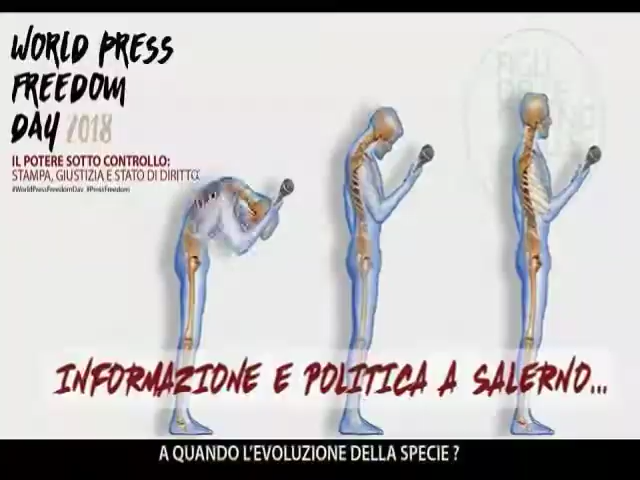 WORLD PRESS
FREEDOM
DAY 2018
IL POTERE SOTTO CONTROLLO:
STAMPA, GIUSTIZIA E STATO DI DIRITTO
#WorldPressFreedomDay #PressFreedom
INFORMAZIONE E POLITICA A SALERNO...
A QUANDO L'EVOLUZIONE DELLA SPECIE ?